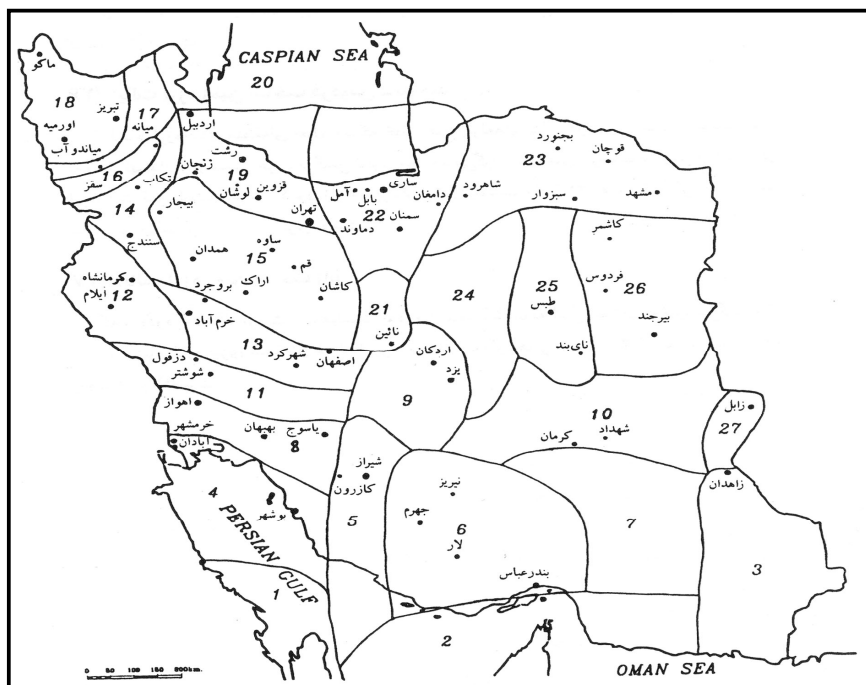 CASPIAN SEA
20
ماکو
18
17
تبریز
اورمیه
میانه
میاندوآب
اردبیل
رشت
زنجان
19
16
سقز
تکاب
قزوین
لوشان
14
بیجار
تهران
سنندج
ساری
آمل
بابل
22
دماوند
سمنان
دامغان
شاهرود
بجنورد
23
قوچان
سبزوار
مشهد
کاشمر
ساوه
15
همدان
قم
کرمانشاه
12
ایلام
بروجرد
اراک
کاشان
خرم آباد
21
نائین
24
25
طبس
نای‌بند
فردوس
26
بیرجند
13
شهرکرد
اصفهان
دزفول
شوشتر
11
اردکان
یزد
9
اهواز
خرمشهر
آبادان
بهبهان
یاسوج
8
10
شهداد
کرمان
زابل
27
زاهدان
شیراز
کازرون
5
نیریز
جهرم
6
لار
7
3
4
بوشهر
PERSIAN GULF
1
بندرعباس
2
OMAN SEA
0 50 100 150 200km.